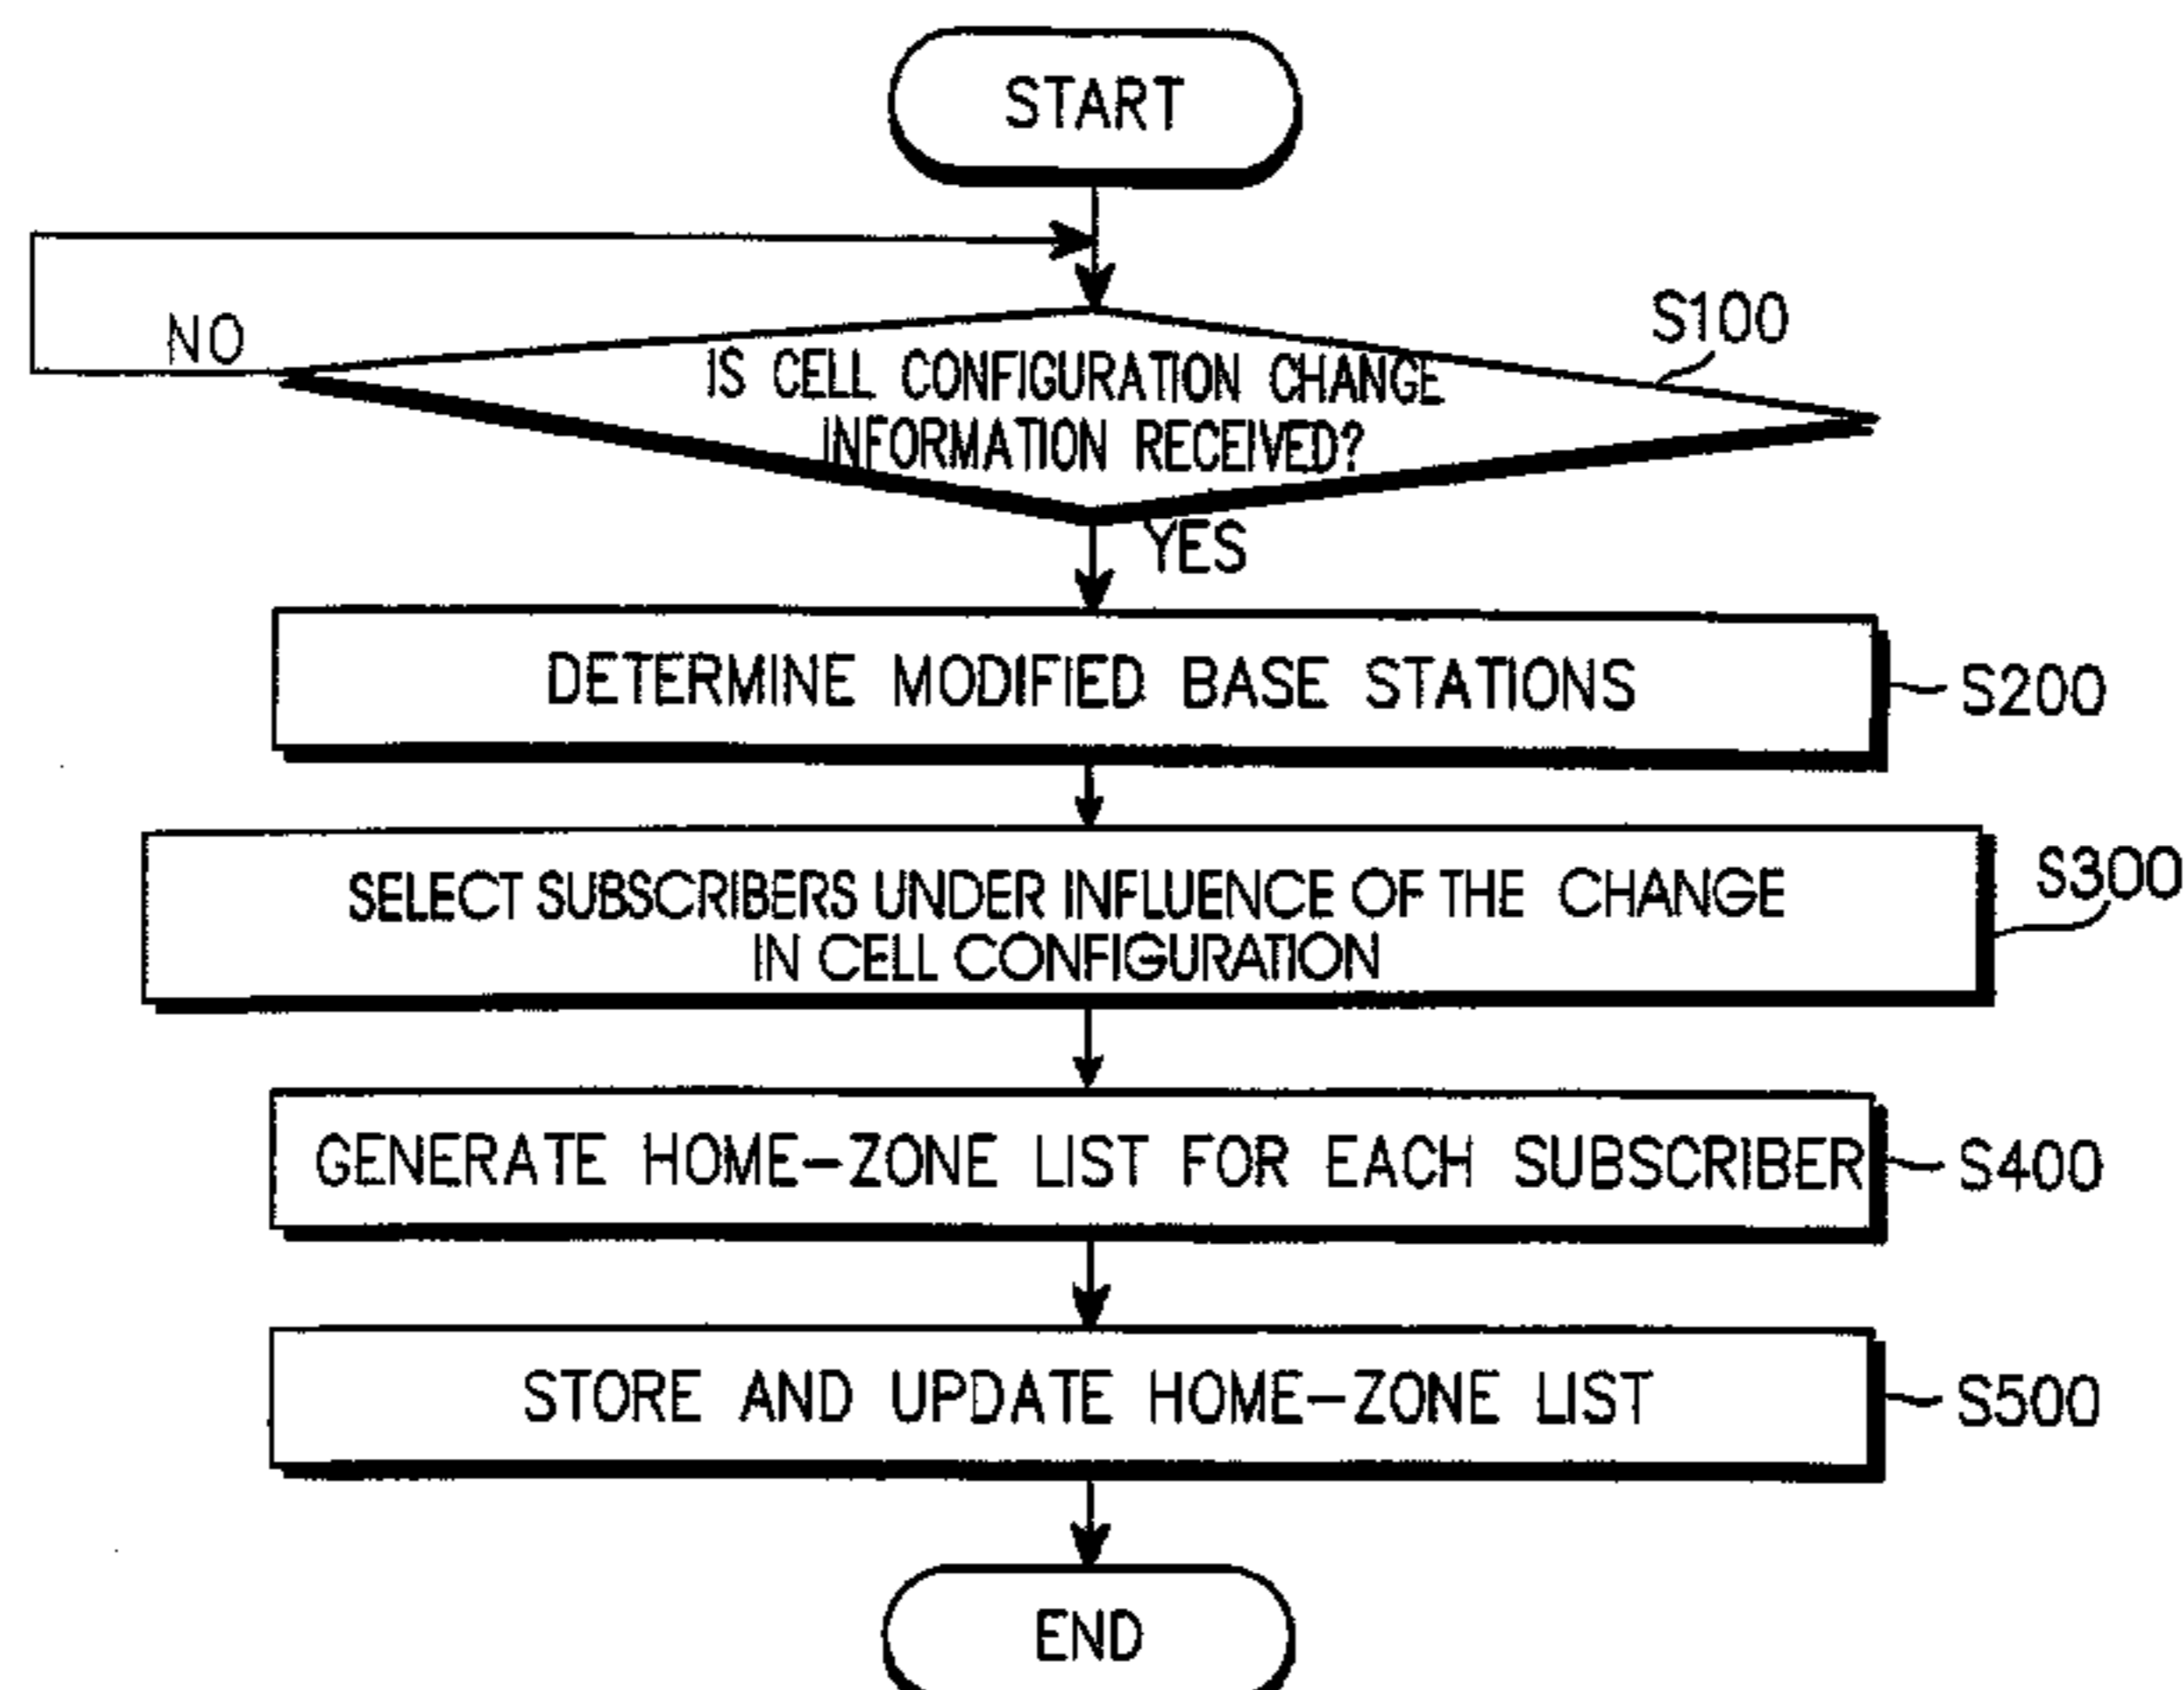 START
NO
S100
IS CELL CONFIGURATION CHANGE
INFORMATION RECEIVED?
YES
DETERMINE MODIFIED BASE STATIONS
S200
SELECT SUBSCRIBERS UNDER INFLUENCE OF THE CHANGE
IN CELL CONFIGURATION
S300
GENERATE HOME-ZONE LIST FOR EACH SUBSCRIBER
S400
STORE AND UPDATE HOME-ZONE LIST
S500
END